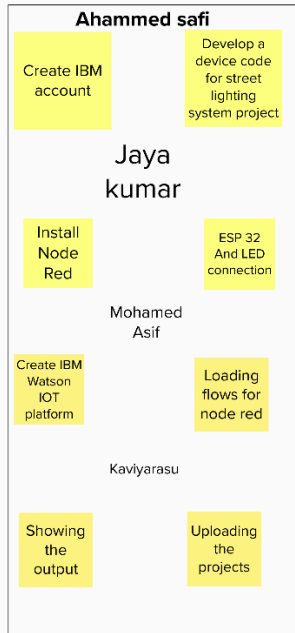 Ahammed safi
Create IBM
account
Develop a
device code
for street
lighting
system project
Jaya
kumar
Install
Node
Red
ESP 32
And LED
connection
Mohamed
Asif
Create IBM
Watson
IOT
platform
Loading
flows for
node red
Kaviyarasu
Showing
the
output
Uploading
the
projects